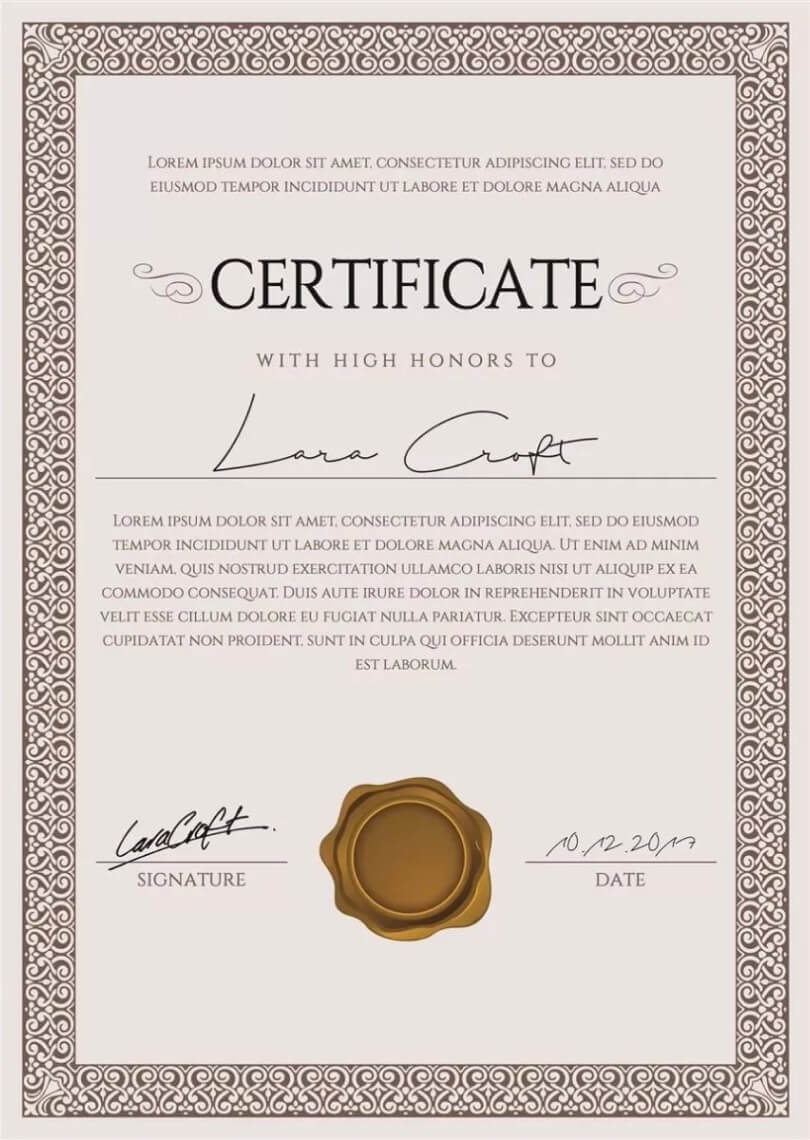 Lorem ipsum dolor sit amet, consectetur adipiscing elit, sed do
eiusmod tempor incididunt ut labore et dolore magna aliqua
CERTIFICATE
WITH HIGH HONORS TO
Lara Croft
Lorem ipsum dolor sit amet, consectetur adipiscing elit, sed do eiusmod
tempor incididunt ut labore et dolore magna aliqua. Ut enim ad minim
veniam, quis nostrud exercitation ullamco laboris nisi ut aliquip ex ea
commodo consequat. Duis aute irure dolor in reprehenderit in voluptate
velit esse cillum dolore eu fugiat nulla pariatur. Excepteur sint occaecat
cupidatat non proident, sunt in culpa qui officia deserunt mollit anim id
est laborum.
Lara Croft 10.12.2017
SIGNATURE DATE